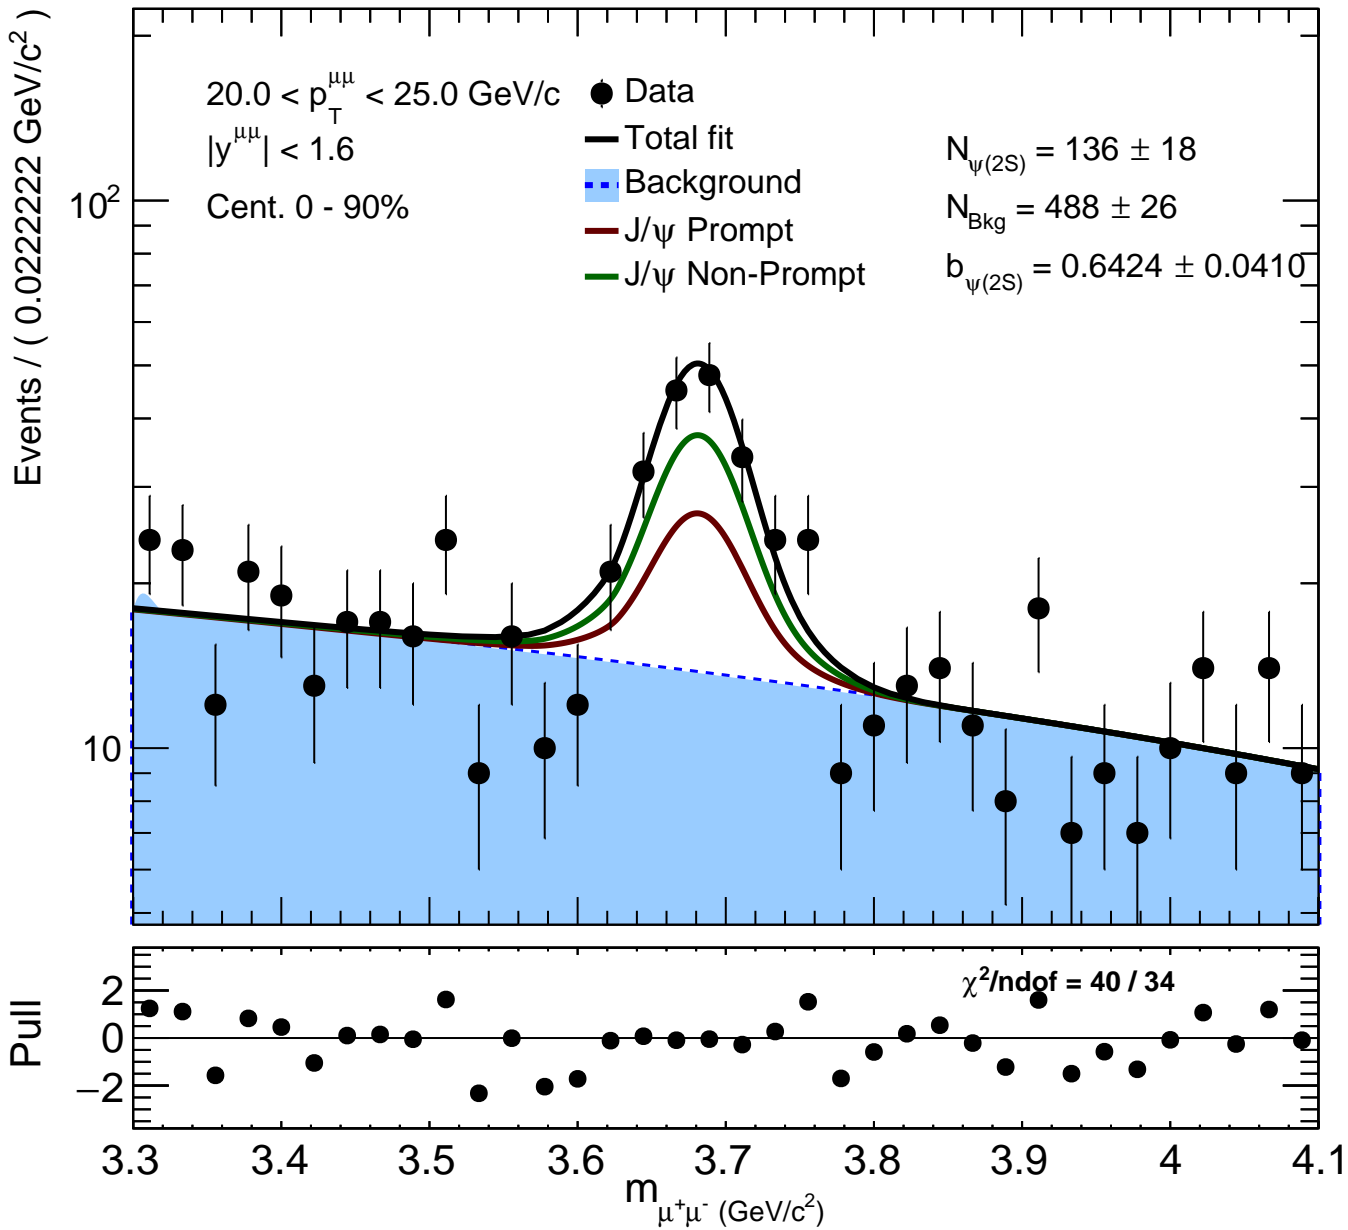 Events / ( 0.0222222 GeV/c² )
20.0 < p_T^μμ < 25.0 GeV/c
|y^μμ| < 1.6
Cent. 0 - 90%
Data
Total fit
Background
J/ψ Prompt
J/ψ Non-Prompt
N_ψ(2S) = 136 ± 18
N_Bkg = 488 ± 26
b_ψ(2S) = 0.6424 ± 0.0410
10²
10
Pull
χ²/ndof = 40 / 34
2
0
−2
3.3 3.4 3.5 3.6 3.7 3.8 3.9 4 4.1
m_μ⁺μ⁻ (GeV/c²)